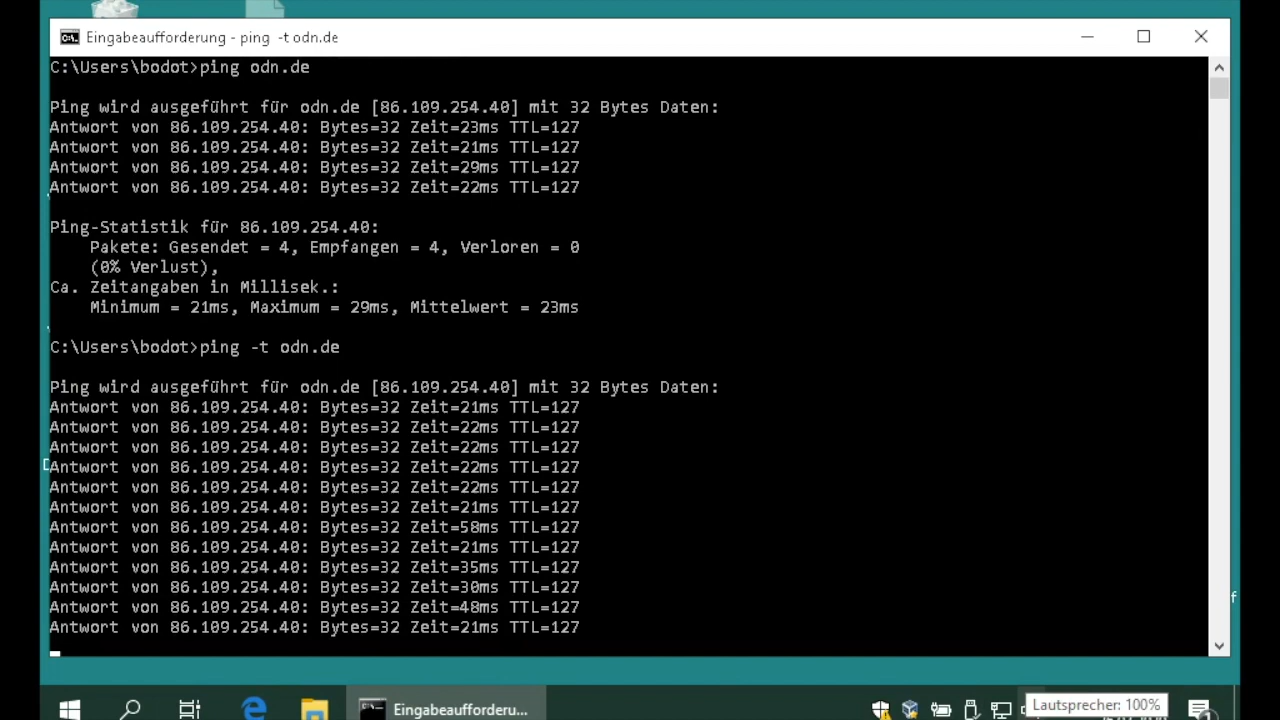 Eingabeaufforderung - ping  -t odn.de
C:\Users\bodot>ping odn.de
Ping wird ausgeführt für odn.de [86.109.254.40] mit 32 Bytes Daten:
Antwort von 86.109.254.40: Bytes=32 Zeit=23ms TTL=127
Antwort von 86.109.254.40: Bytes=32 Zeit=21ms TTL=127
Antwort von 86.109.254.40: Bytes=32 Zeit=29ms TTL=127
Antwort von 86.109.254.40: Bytes=32 Zeit=22ms TTL=127
Ping-Statistik für 86.109.254.40:
Pakete: Gesendet = 4, Empfangen = 4, Verloren = 0
(0% Verlust),
Ca. Zeitangaben in Millisek.:
Minimum = 21ms, Maximum = 29ms, Mittelwert = 23ms
C:\Users\bodot>ping -t odn.de
Ping wird ausgeführt für odn.de [86.109.254.40] mit 32 Bytes Daten:
Antwort von 86.109.254.40: Bytes=32 Zeit=21ms TTL=127
Antwort von 86.109.254.40: Bytes=32 Zeit=22ms TTL=127
Antwort von 86.109.254.40: Bytes=32 Zeit=22ms TTL=127
Antwort von 86.109.254.40: Bytes=32 Zeit=22ms TTL=127
Antwort von 86.109.254.40: Bytes=32 Zeit=22ms TTL=127
Antwort von 86.109.254.40: Bytes=32 Zeit=21ms TTL=127
Antwort von 86.109.254.40: Bytes=32 Zeit=58ms TTL=127
Antwort von 86.109.254.40: Bytes=32 Zeit=21ms TTL=127
Antwort von 86.109.254.40: Bytes=32 Zeit=35ms TTL=127
Antwort von 86.109.254.40: Bytes=32 Zeit=30ms TTL=127
Antwort von 86.109.254.40: Bytes=32 Zeit=48ms TTL=127
Antwort von 86.109.254.40: Bytes=32 Zeit=21ms TTL=127
Eingabeaufforderu...
Lautsprecher: 100%